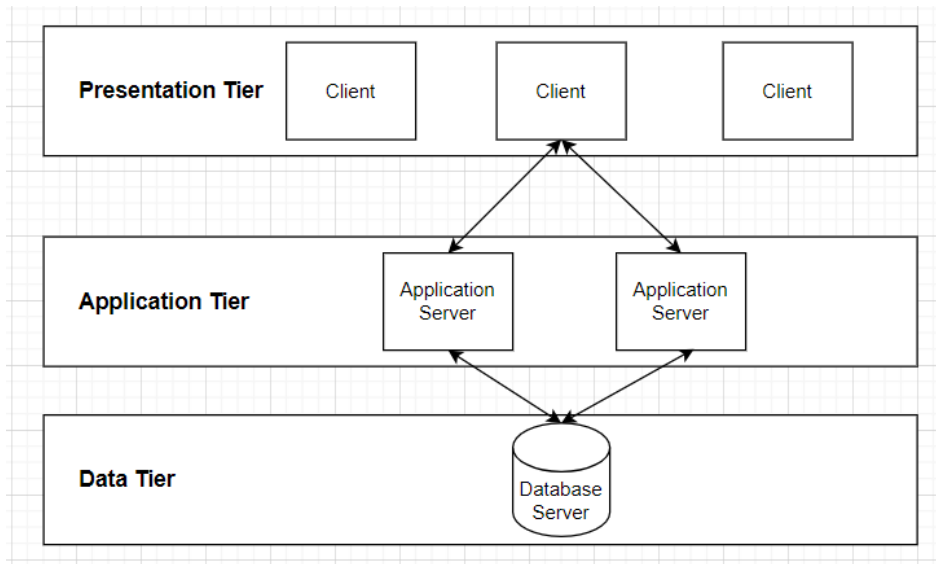 Presentation Tier
Client
Client
Client
Application Tier
Application
Server
Application
Server
Data Tier
Database
Server